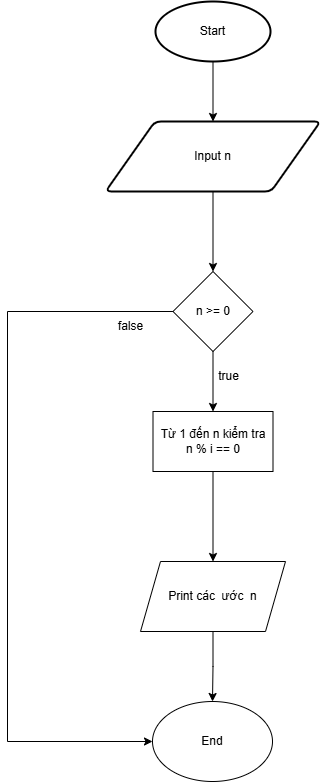 Start
Input n
n >= 0
false
true
Từ 1 đến n kiểm tra
n % i == 0
Print các ước n
End